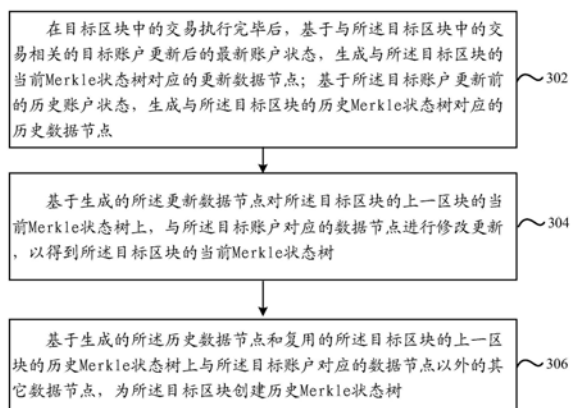 在目标区块中的交易执行完毕后，基于与所述目标区块中的交
易相关的目标账户更新后的最新账户状态，生成与所述目标区块的
当前Merkle状态树对应的更新数据节点；基于所述目标账户更新前
的历史账户状态，生成与所述目标区块的历史Merkle状态树对应的
历史数据节点
302
基于生成的所述更新数据节点对所述目标区块的上一区块的当
前Merkle状态树上，与所述目标账户对应的数据节点进行修改更新
，以得到所述目标区块的当前Merkle状态树
304
基于生成的所述历史数据节点和复用的所述目标区块的上一区
块的历史Merkle状态树上与所述目标账户对应的数据节点以外的其
它数据节点，为所述目标区块创建历史Merkle状态树
306